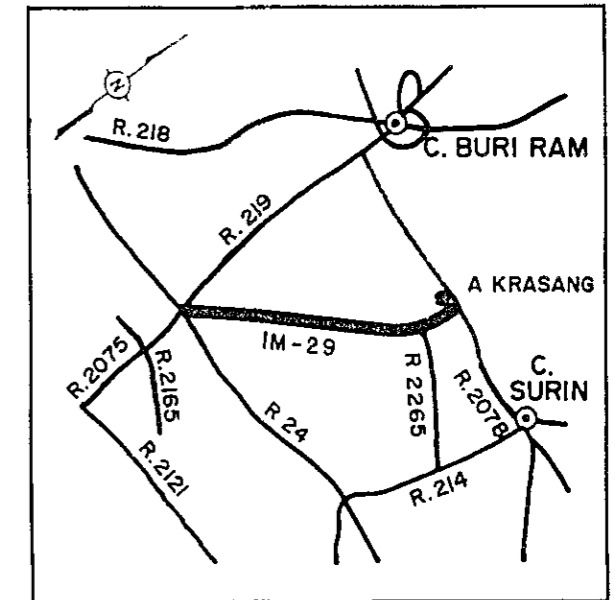 N
R.218
C. BURI RAM
R.219
A KRASANG
IM-29
R.2075
R.2165
R 24
R 2265
R.2078
C.
SURIN
R.2121
R.214